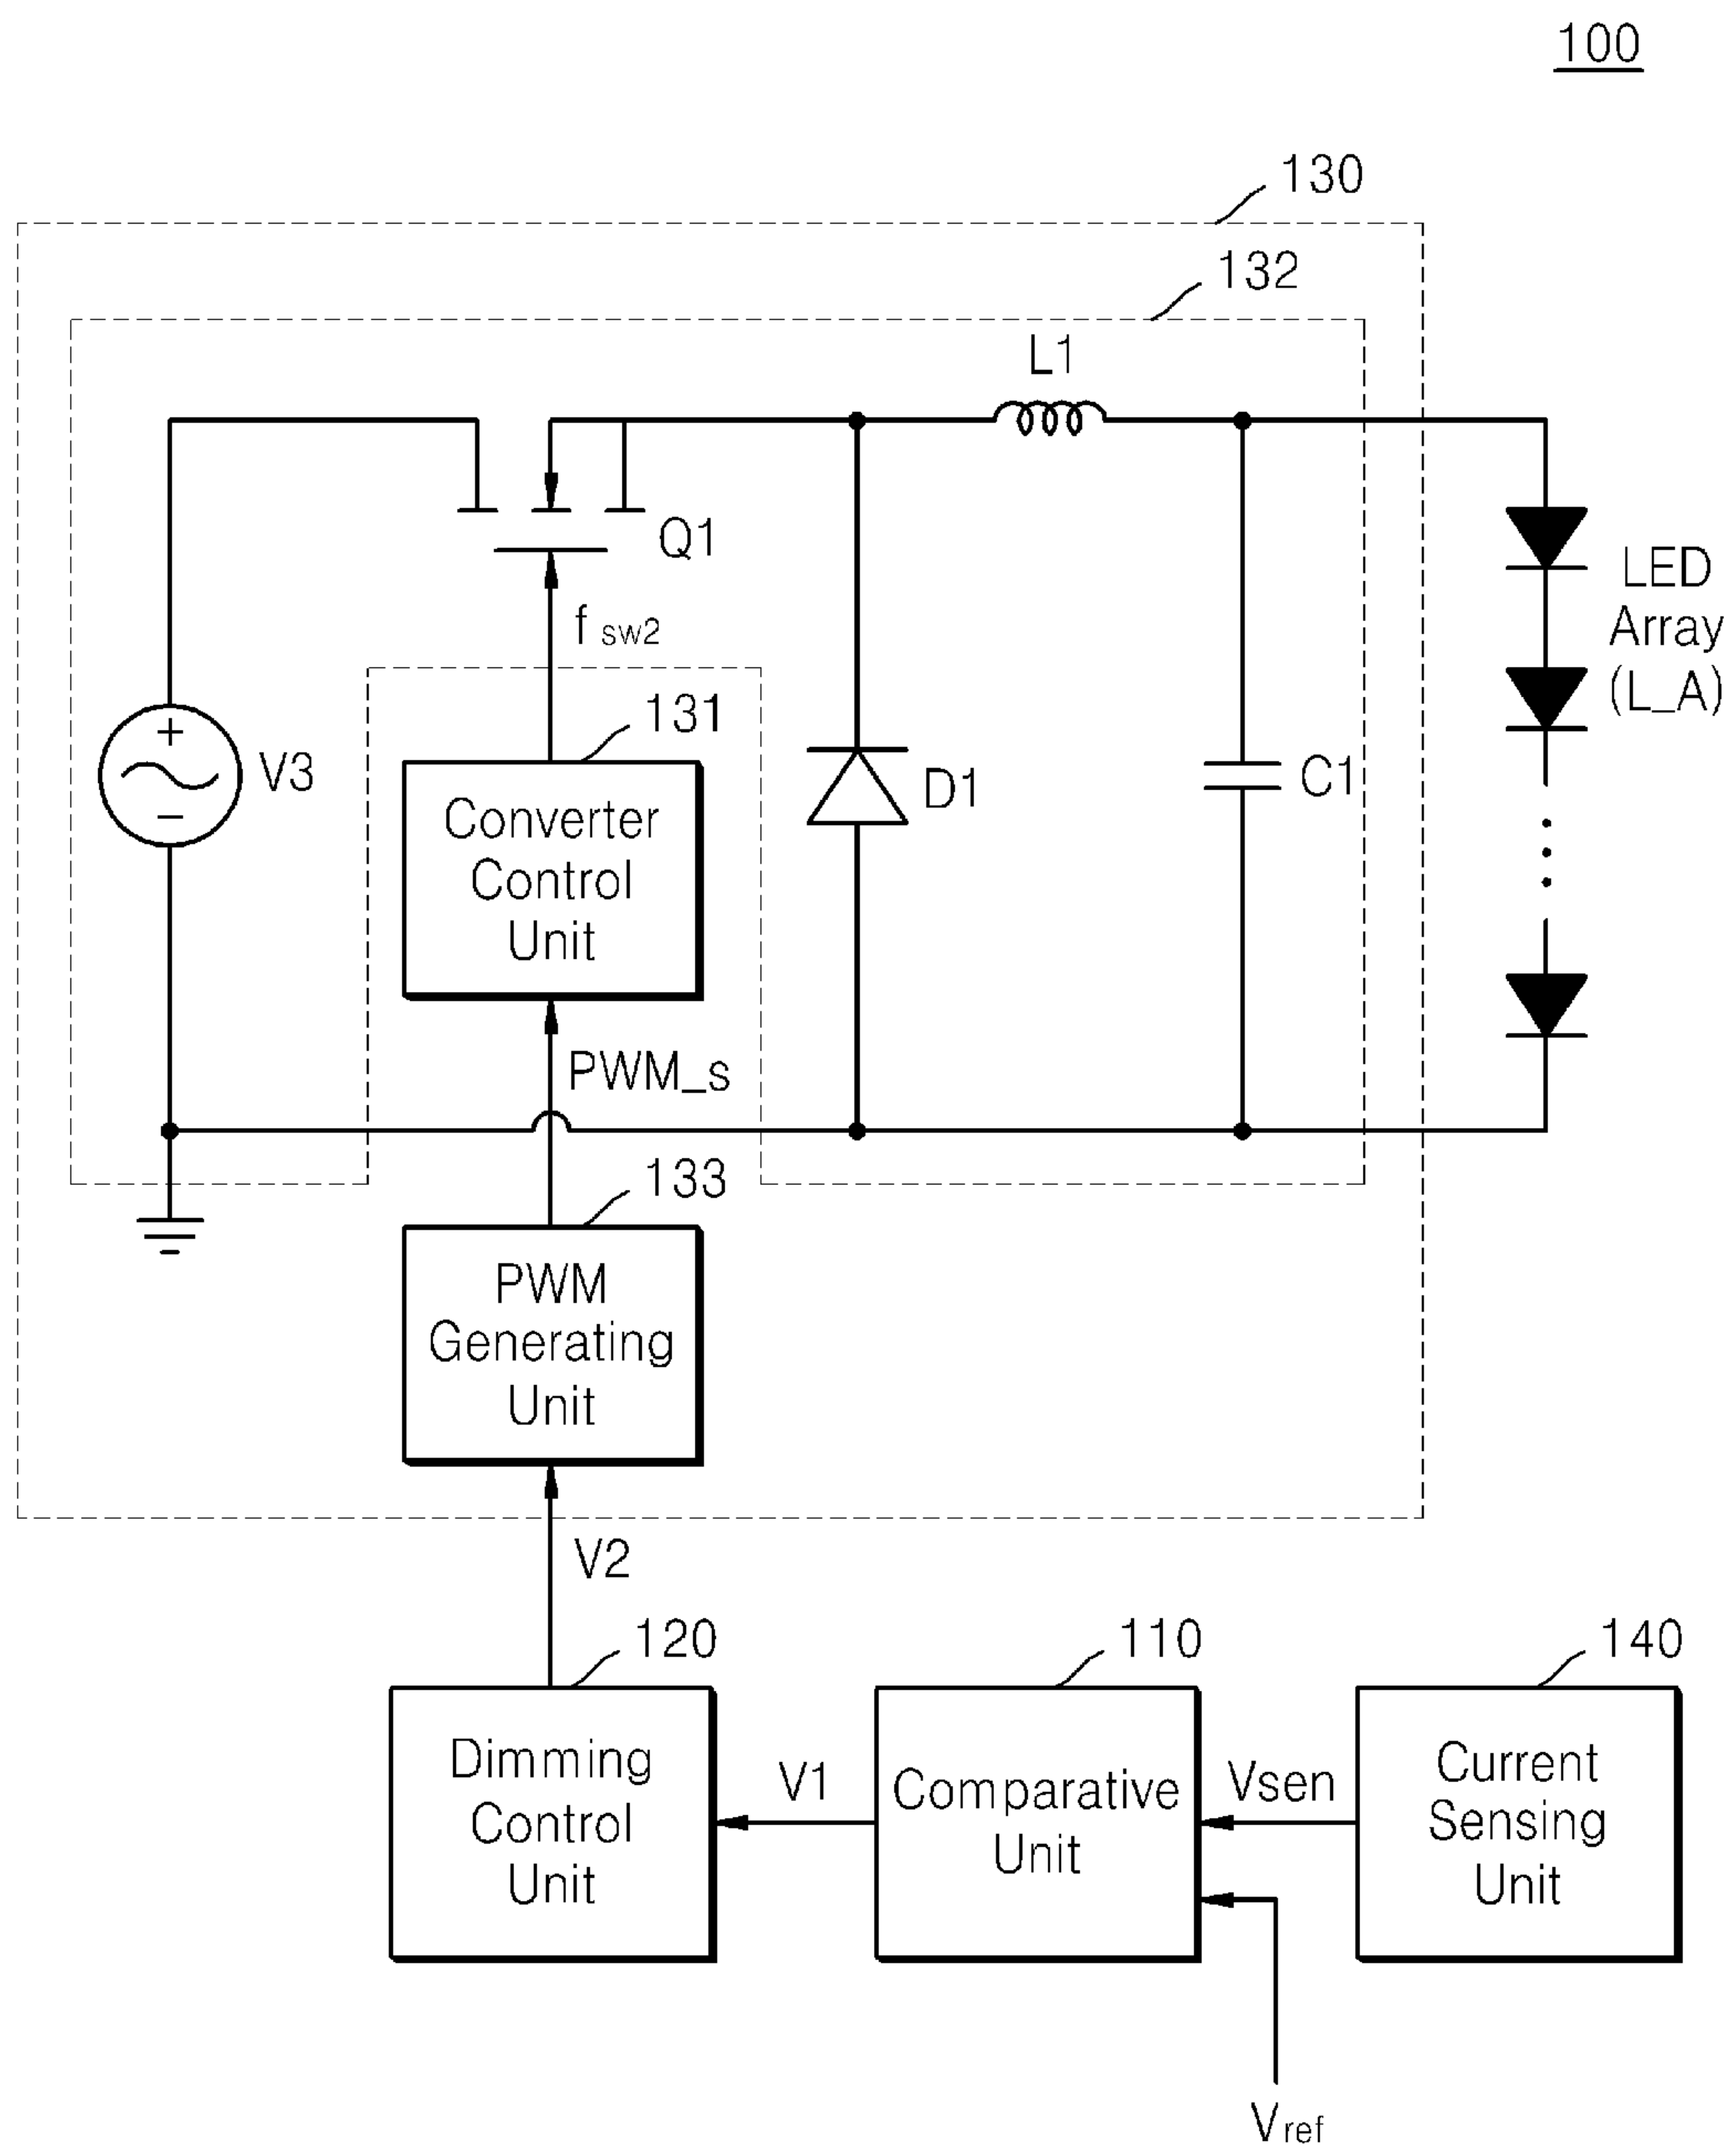 100
130
132
L1
Q1
f sw2
LED
Array
(L_A)
131
+
V3
−
D1
C1
Converter
Control
Unit
PWM_s
133
PWM
Generating
Unit
V2
120
110
140
Dimming
Control
Unit
V1
Comparative
Unit
Vsen
Current
Sensing
Unit
Vref